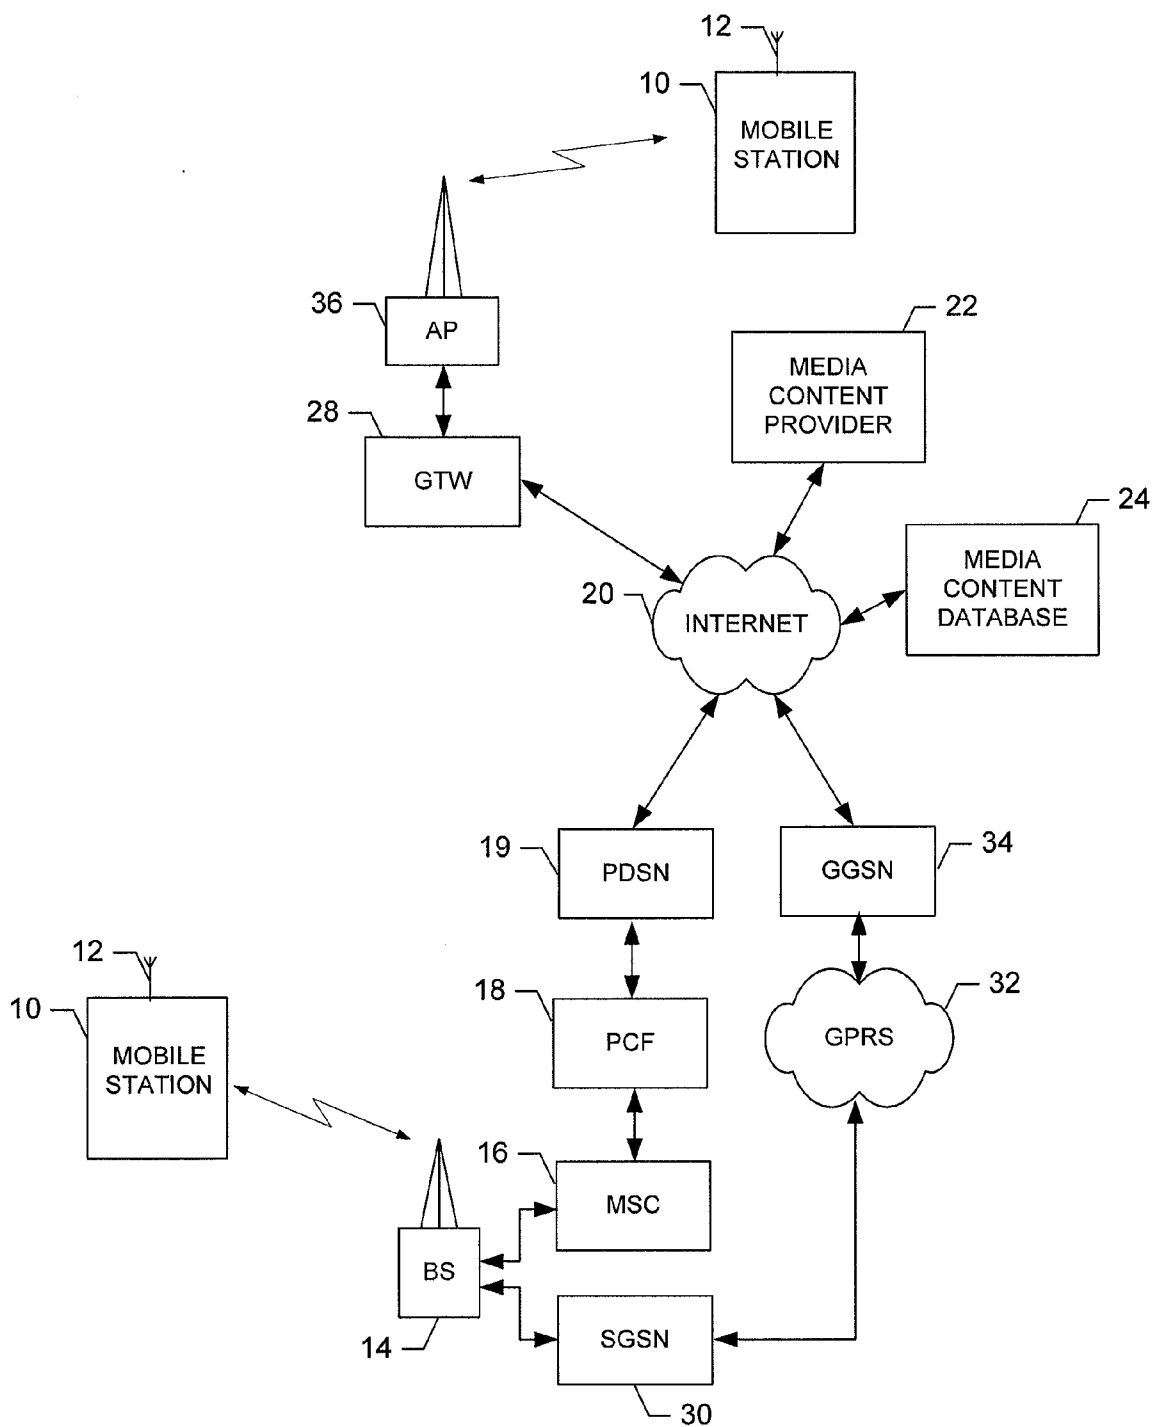 12
10
MOBILE
STATION
36
AP
22
MEDIA
CONTENT
PROVIDER
28
GTW
24
MEDIA
CONTENT
DATABASE
20
INTERNET
19
PDSN
34
GGSN
12
10
MOBILE
STATION
18
PCF
32
GPRS
16
MSC
BS
14
SGSN
30